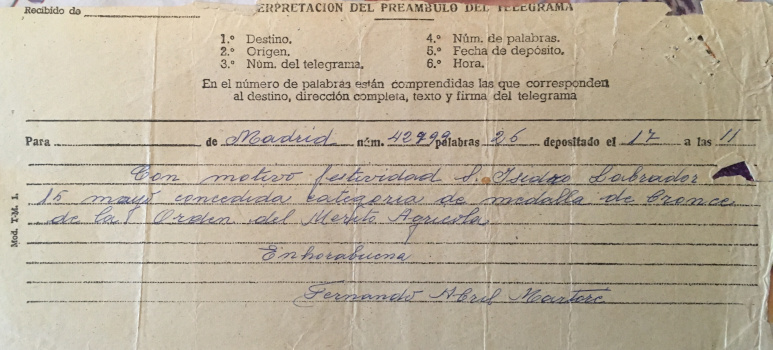 Recibido de
ERPRETACION DEL PREAMBULO DEL TELEGRAMA
1.º Destino. 4.º Núm. de palabras.
2.º Origen. 5.º Fecha de depósito.
3.º Núm. del telegrama. 6.º Hora.
En el número de palabras están comprendidas las que corresponden
al destino, dirección completa, texto y firma del telegrama
Para de Madrid núm. 42999 palabras 26 depositado el 17 a las 11
Con motivo festividad S. Isidro Labrador
15 mayo concedida categoria de medalla de bronce
de la Orden del Merito Agricola
Enhorabuena
Fernando Abril Martorc
Mod. T-M. 1.